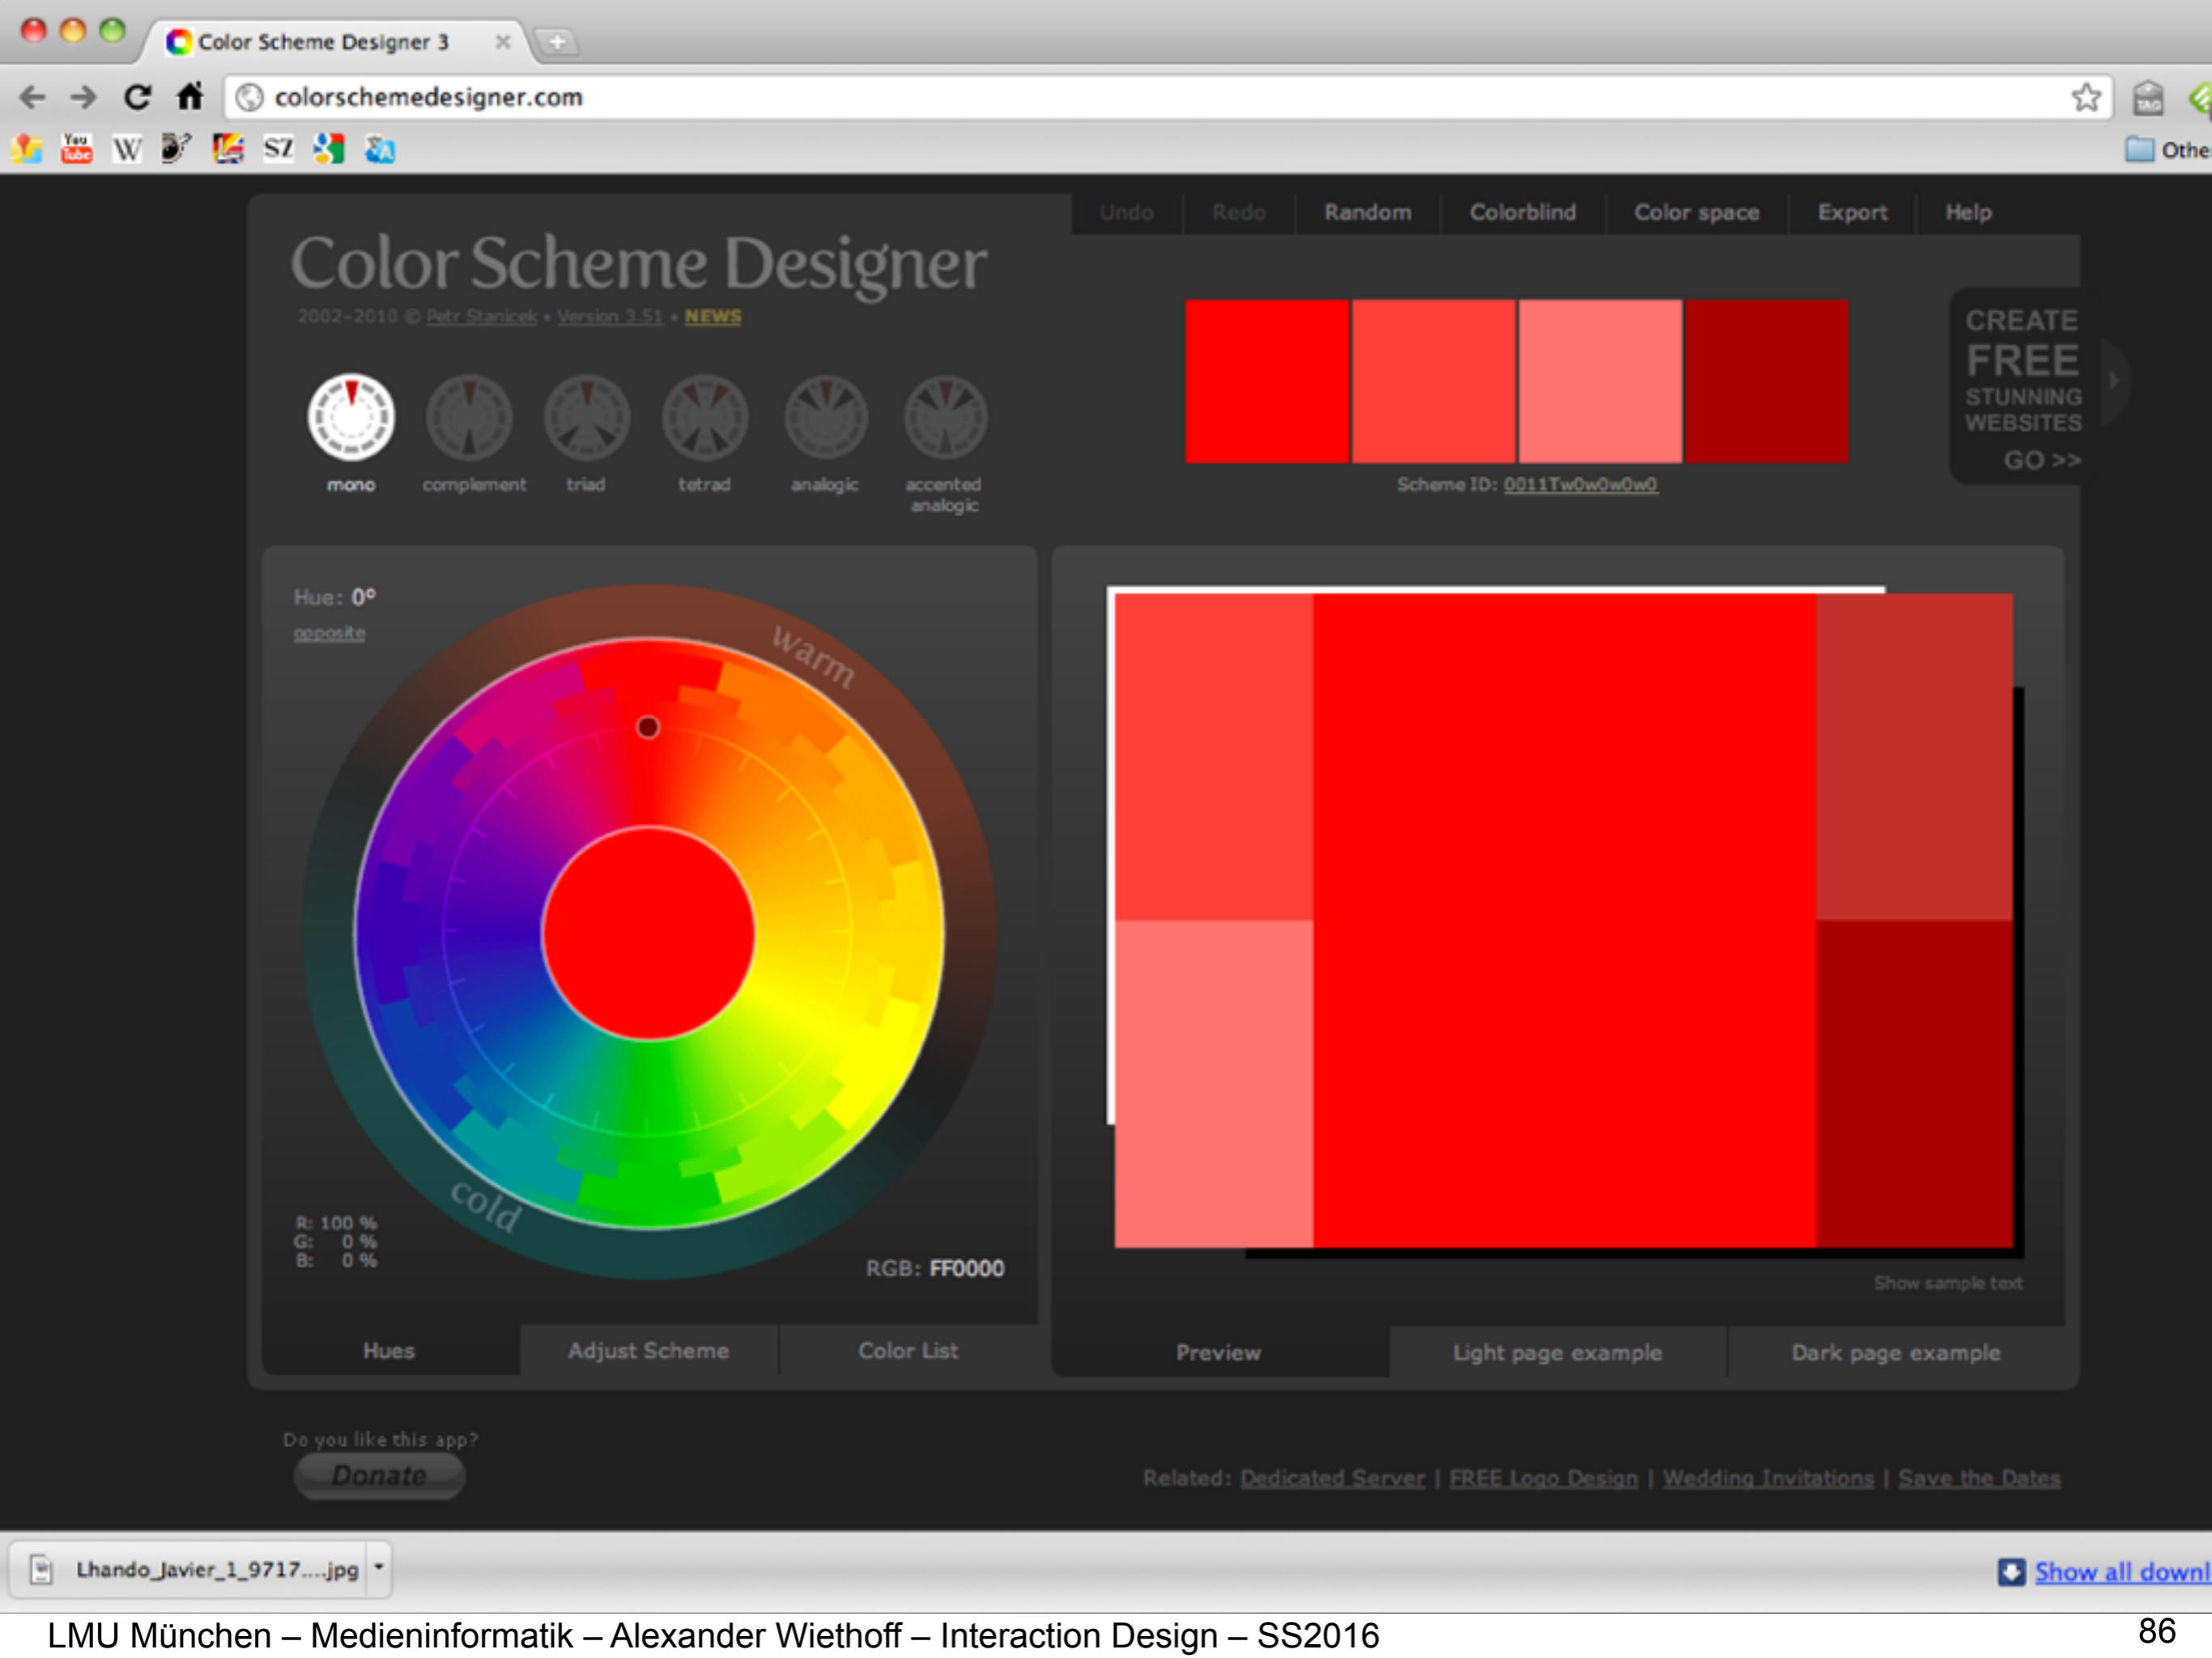 Color Scheme Designer 3
colorschemedesigner.com
You
Tube
W
SZ
TAG
Othe
Undo Redo Random Colorblind Color space Export Help
Color Scheme Designer
2002-2010 © Petr Stanicek • Version 3.51 • NEWS
mono complement triad tetrad analogic accented
analogic
Scheme ID: 0011Tw0w0w0w0
CREATE
FREE
STUNNING
WEBSITES
GO >>
Hue: 0º
opposite
warm
cold
R: 100 %
G: 0 %
B: 0 %
RGB: FF0000
Show sample text
Hues Adjust Scheme Color List
Preview Light page example Dark page example
Do you like this app?
Donate
Related: Dedicated Server | FREE Logo Design | Wedding Invitations | Save the Dates
Lhando_Javier_1_9717....jpg
Show all downl
LMU München – Medieninformatik – Alexander Wiethoff – Interaction Design – SS2016
86